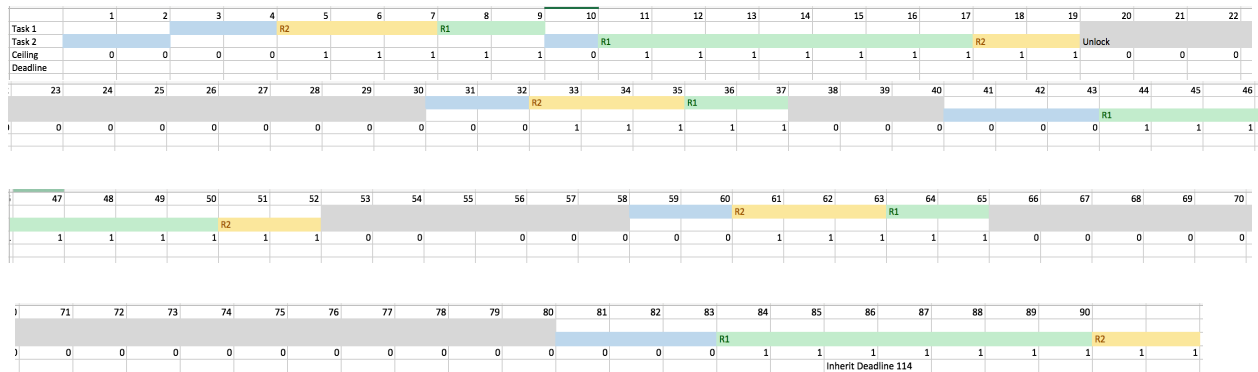 1 2 3 4 5 6 7 8 9 10 11 12 13 14 15 16 17 18 19 20 21 22
Task 1 R2 R1
Task 2 R1 R2 Unlock
Ceiling 0 0 0 0 1 1 1 1 1 0 1 1 1 1 1 1 1 1 1 0 0 0
Deadline
23 24 25 26 27 28 29 30 31 32 33 34 35 36 37 38 39 40 41 42 43 44 45 46
R2 R1
R1
0 0 0 0 0 0 0 0 0 0 1 1 1 1 1 0 0 0 0 0 0 1 1 1
47 48 49 50 51 52 53 54 55 56 57 58 59 60 61 62 63 64 65 66 67 68 69 70
R2 R1
R2
1 1 1 1 1 1 0 0 0 0 0 0 0 1 1 1 1 1 0 0 0 0 0
71 72 73 74 75 76 77 78 79 80 81 82 83 84 85 86 87 88 89 90
R1 R2
0 0 0 0 0 0 0 0 0 0 0 0 0 1 1 1 1 1 1 1 1 1
Inherit Deadline 114